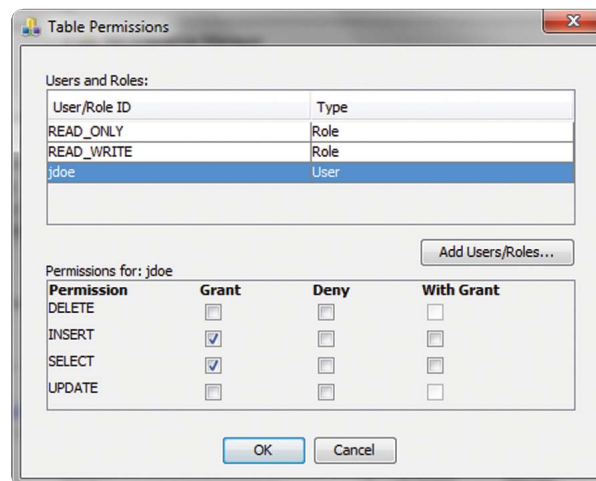 Table Permissions
Users and Roles:
User/Role ID Type
READ_ONLY Role
READ_WRITE Role
jdoe User
Add Users/Roles...
Permissions for: jdoe
Permission Grant Deny With Grant
DELETE
INSERT
SELECT
UPDATE
OK Cancel